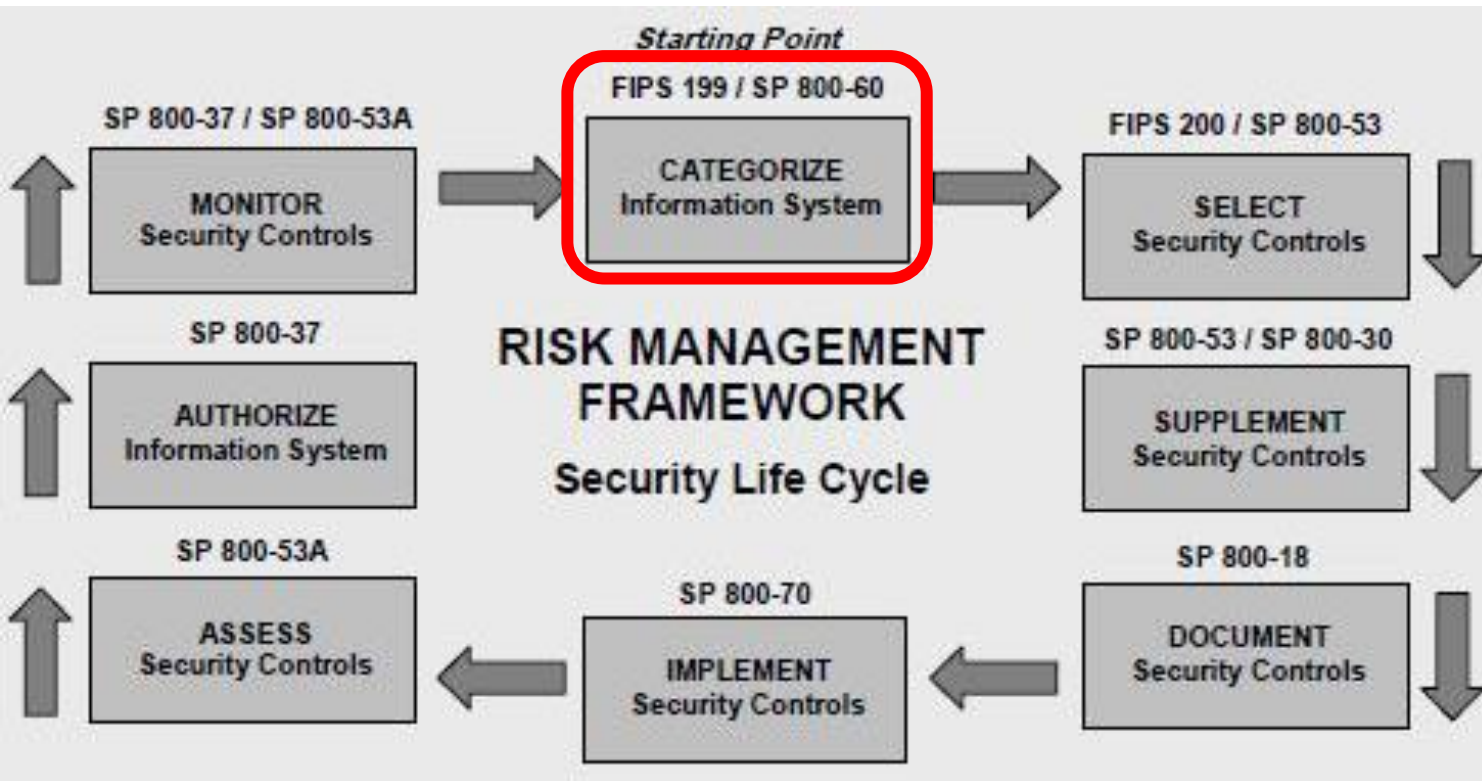 Starting Point
FIPS 199 / SP 800-60
CATEGORIZE
Information System
FIPS 200 / SP 800-53
SELECT
Security Controls
SP 800-53 / SP 800-30
SUPPLEMENT
Security Controls
SP 800-18
DOCUMENT
Security Controls
SP 800-70
IMPLEMENT
Security Controls
SP 800-53A
ASSESS
Security Controls
SP 800-37
AUTHORIZE
Information System
SP 800-37 / SP 800-53A
MONITOR
Security Controls
RISK MANAGEMENT
FRAMEWORK
Security Life Cycle